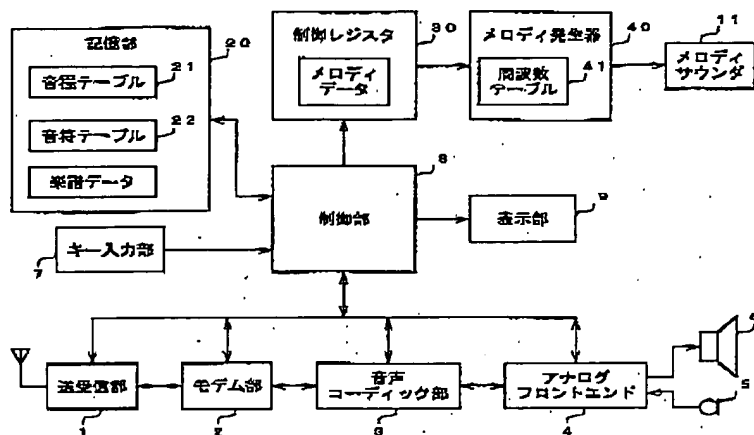 記憶部
20
音程テーブル
21
音符テーブル
22
楽譜データ
制御レジスタ
30
メロディ
データ
メロディ発生器
40
周波数
テーブル
41
メロディ
サウンダ
11
制御部
8
表示部
9
キー入力部
7
送受信部
1
モデム部
2
音声
コーディック部
3
アナログ
フロントエンド
4
6
5